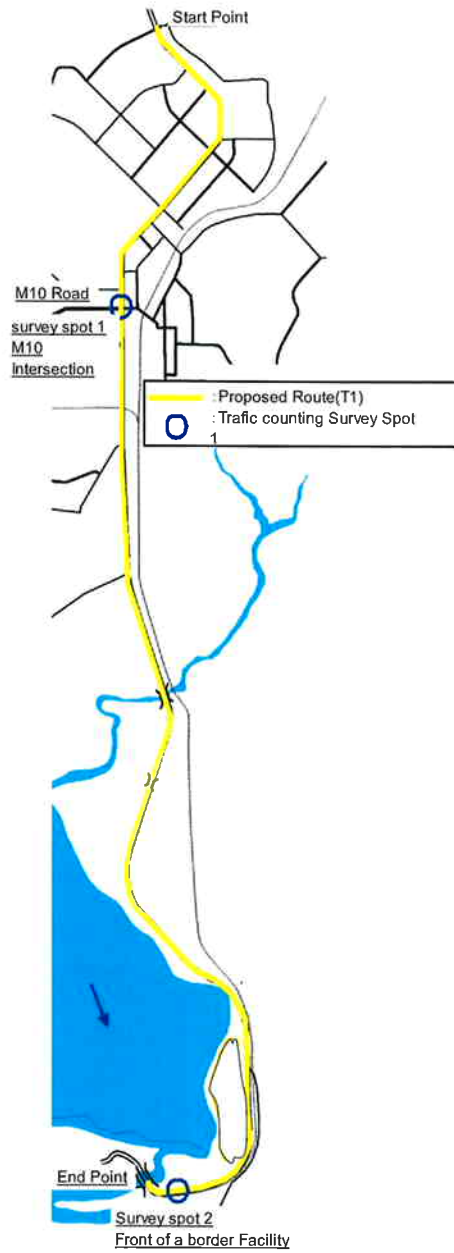 Start Point
M10 Road
survey spot 1
M10
Intersection
: Proposed Route(T1)
: Trafic counting Survey Spot
1
End Point
Survey spot 2
Front of a border Facility